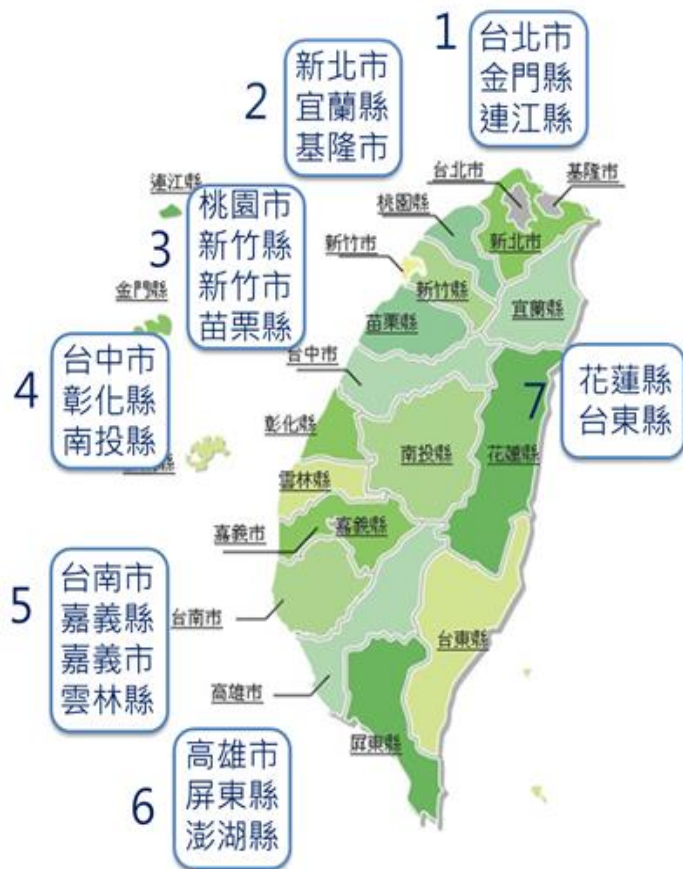 1
台北市
金門縣
連江縣
2
新北市
宜蘭縣
基隆市
台北市
基隆市
連江縣
桃園縣
3
桃園市
新竹縣
新竹市
苗栗縣
新竹市
新北市
新竹縣
宜蘭縣
金門縣
苗栗縣
台中市
4
台中市
彰化縣
南投縣
7
花蓮縣
台東縣
彰化縣
南投縣
花蓮縣
雲林縣
嘉義市
嘉義縣
5
台南市
嘉義縣
嘉義市
雲林縣
台南市
台東縣
高雄市
屏東縣
6
高雄市
屏東縣
澎湖縣